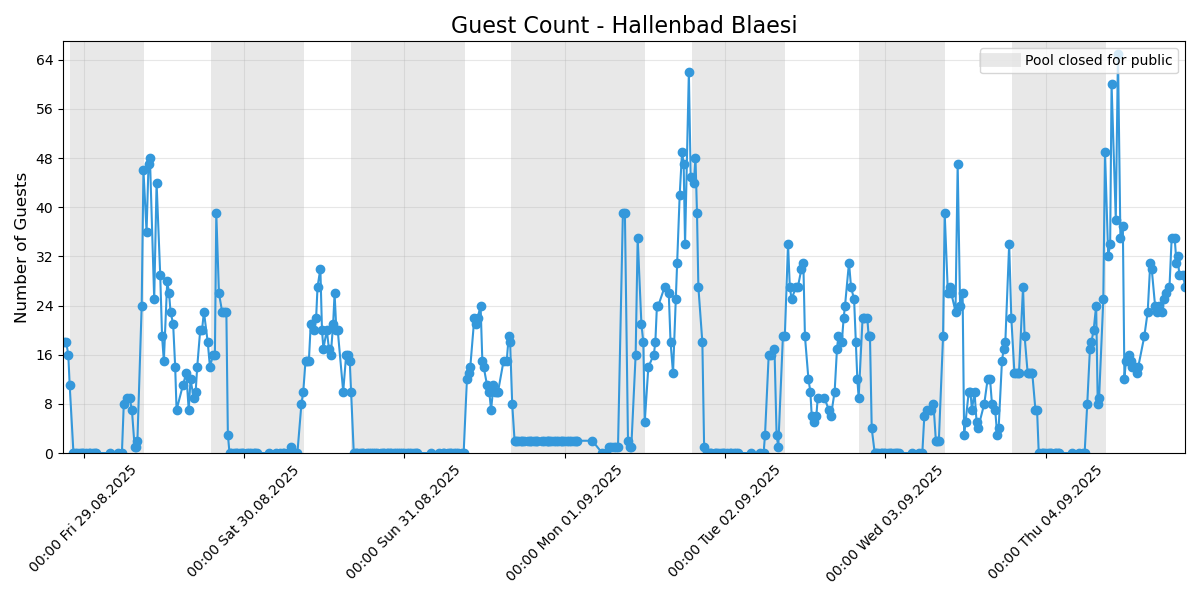 Guest Count - Hallenbad Blaesi
Pool closed for public
Number of Guests
64
56
48
40
32
24
16
8
0
00:00 Fri 29.08.2025
00:00 Sat 30.08.2025
00:00 Sun 31.08.2025
00:00 Mon 01.09.2025
00:00 Tue 02.09.2025
00:00 Wed 03.09.2025
00:00 Thu 04.09.2025